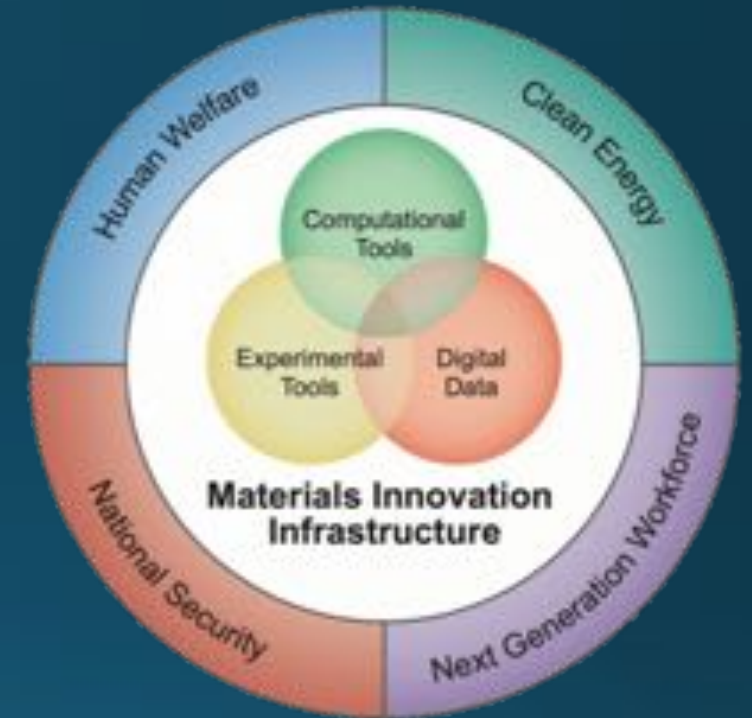 Human Welfare
Clean Energy
Computational
Tools
Experimental
Tools
Digital
Data
Materials Innovation
Infrastructure
National Security
Next Generation Workforce